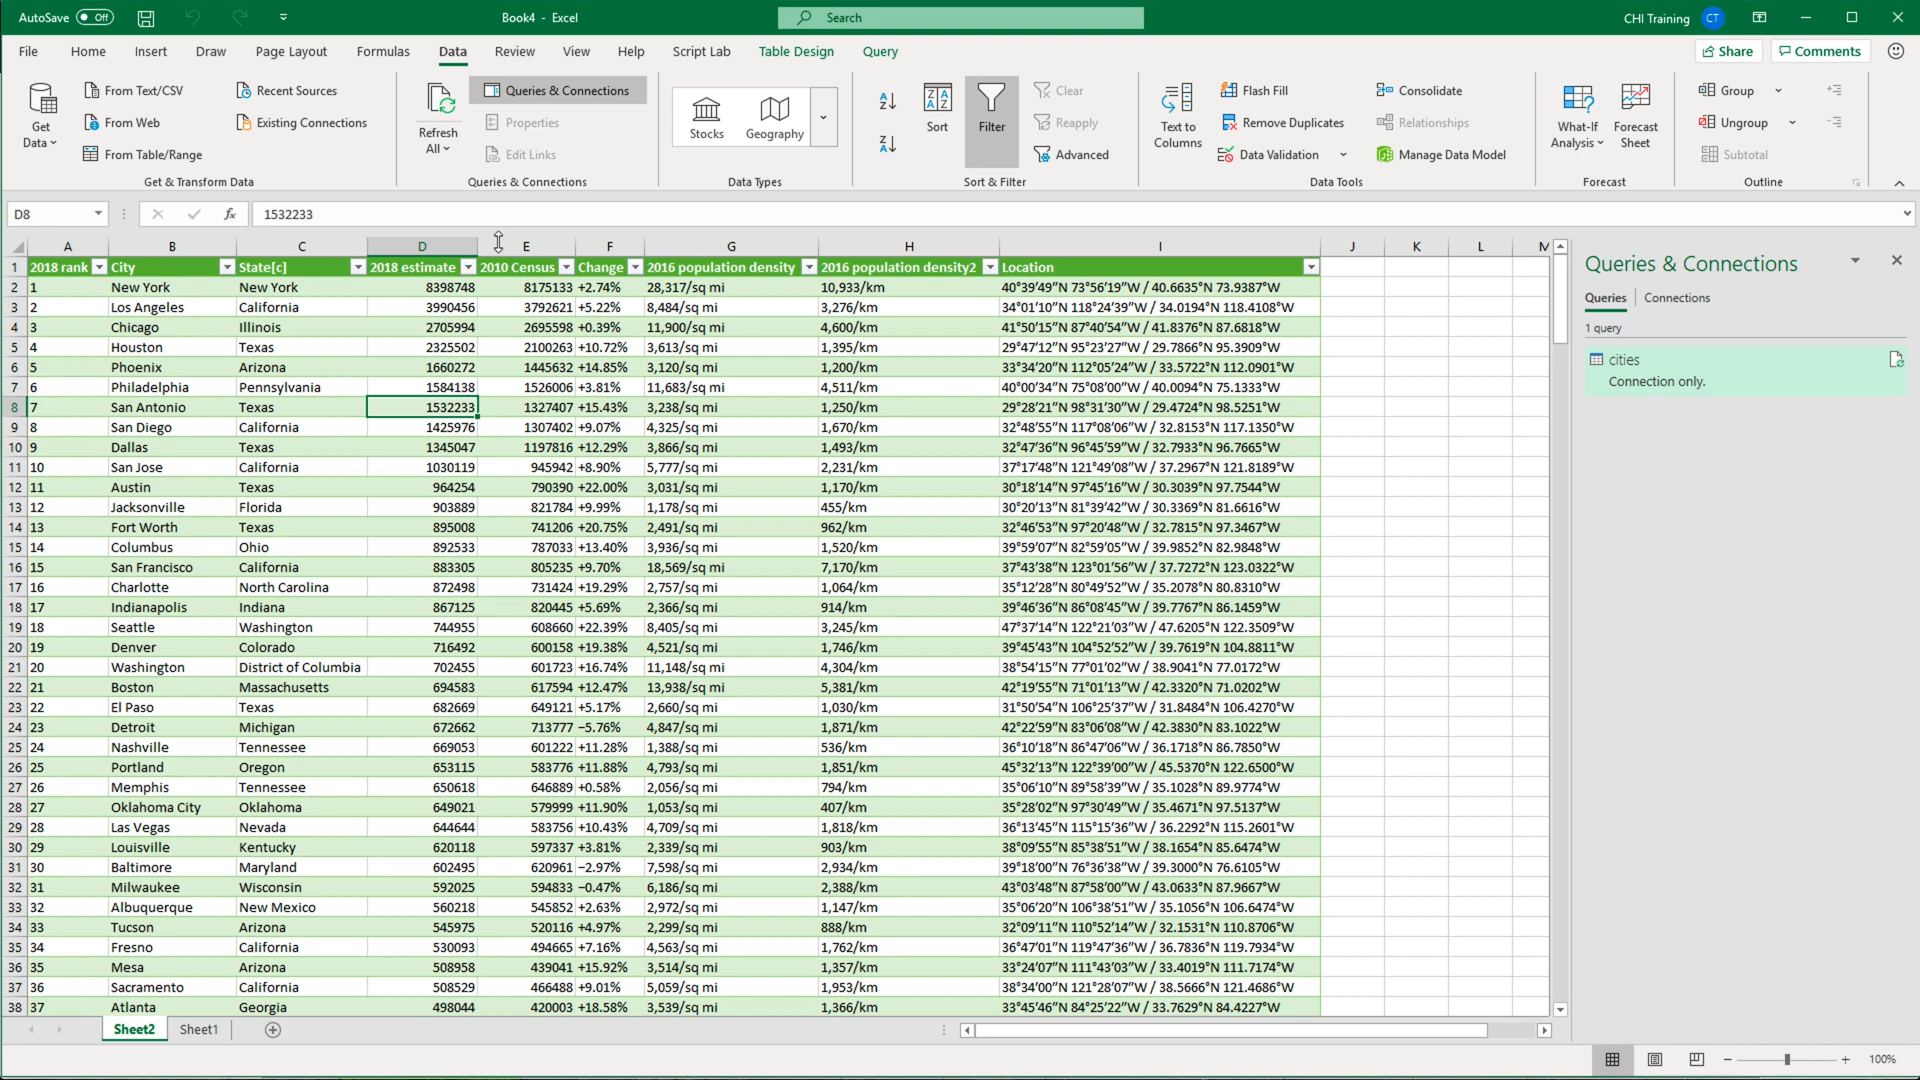 AutoSave Off Book4 - Excel Search CHI Training CT
File Home Insert Draw Page Layout Formulas Data Review View Help Script Lab Table Design Query Share Comments
Get Data
From Text/CSV
From Web
From Table/Range
Recent Sources
Existing Connections
Get & Transform Data
Refresh All
Queries & Connections
Properties
Edit Links
Queries & Connections
Stocks
Geography
Data Types
Sort
Filter
Clear
Reapply
Advanced
Sort & Filter
Text to Columns
Flash Fill
Remove Duplicates
Data Validation
Consolidate
Relationships
Manage Data Model
Data Tools
What-If Analysis
Forecast Sheet
Forecast
Group
Ungroup
Subtotal
Outline
D8 fx 1532233
A B C D E F G H I J K L M
1 2018 rank City State[c] 2018 estimate 2010 Census Change 2016 population density 2016 population density2 Location
2 1 New York New York 8398748 8175133 +2.74% 28,317/sq mi 10,933/km 40°39′49″N 73°56′19″W / 40.6635°N 73.9387°W
3 2 Los Angeles California 3990456 3792621 +5.22% 8,484/sq mi 3,276/km 34°01′10″N 118°24′39″W / 34.0194°N 118.4108°W
4 3 Chicago Illinois 2705994 2695598 +0.39% 11,900/sq mi 4,600/km 41°50′15″N 87°40′54″W / 41.8376°N 87.6818°W
5 4 Houston Texas 2325502 2100263 +10.72% 3,613/sq mi 1,395/km 29°47′12″N 95°23′27″W / 29.7866°N 95.3909°W
6 5 Phoenix Arizona 1660272 1445632 +14.85% 3,120/sq mi 1,200/km 33°34′20″N 112°05′24″W / 33.5722°N 112.0901°W
7 6 Philadelphia Pennsylvania 1584138 1526006 +3.81% 11,683/sq mi 4,511/km 40°00′34″N 75°08′00″W / 40.0094°N 75.1333°W
8 7 San Antonio Texas 1532233 1327407 +15.43% 3,238/sq mi 1,250/km 29°28′21″N 98°31′30″W / 29.4724°N 98.5251°W
9 8 San Diego California 1425976 1307402 +9.07% 4,325/sq mi 1,670/km 32°48′55″N 117°08′06″W / 32.8153°N 117.1350°W
10 9 Dallas Texas 1345047 1197816 +12.29% 3,866/sq mi 1,493/km 32°47′36″N 96°45′59″W / 32.7933°N 96.7665°W
11 10 San Jose California 1030119 945942 +8.90% 5,777/sq mi 2,231/km 37°17′48″N 121°49′08″W / 37.2967°N 121.8189°W
12 11 Austin Texas 964254 790390 +22.00% 3,031/sq mi 1,170/km 30°18′14″N 97°45′16″W / 30.3039°N 97.7544°W
13 12 Jacksonville Florida 903889 821784 +9.99% 1,178/sq mi 455/km 30°20′13″N 81°39′42″W / 30.3369°N 81.6616°W
14 13 Fort Worth Texas 895008 741206 +20.75% 2,491/sq mi 962/km 32°46′53″N 97°20′48″W / 32.7815°N 97.3467°W
15 14 Columbus Ohio 892533 787033 +13.40% 3,936/sq mi 1,520/km 39°59′07″N 82°59′05″W / 39.9852°N 82.9848°W
16 15 San Francisco California 883305 805235 +9.70% 18,569/sq mi 7,170/km 37°43′38″N 123°01′56″W / 37.7272°N 123.0322°W
17 16 Charlotte North Carolina 872498 731424 +19.29% 2,757/sq mi 1,064/km 35°12′28″N 80°49′52″W / 35.2078°N 80.8310°W
18 17 Indianapolis Indiana 867125 820445 +5.69% 2,366/sq mi 914/km 39°46′36″N 86°08′45″W / 39.7767°N 86.1459°W
19 18 Seattle Washington 744955 608660 +22.39% 8,405/sq mi 3,245/km 47°37′14″N 122°21′03″W / 47.6205°N 122.3509°W
20 19 Denver Colorado 716492 600158 +19.38% 4,521/sq mi 1,746/km 39°45′43″N 104°52′52″W / 39.7619°N 104.8811°W
21 20 Washington District of Columbia 702455 601723 +16.74% 11,148/sq mi 4,304/km 38°54′15″N 77°01′02″W / 38.9041°N 77.0172°W
22 21 Boston Massachusetts 694583 617594 +12.47% 13,938/sq mi 5,381/km 42°19′55″N 71°01′13″W / 42.3320°N 71.0202°W
23 22 El Paso Texas 682669 649121 +5.17% 2,660/sq mi 1,030/km 31°50′54″N 106°25′37″W / 31.8484°N 106.4270°W
24 23 Detroit Michigan 672662 713777 −5.76% 4,847/sq mi 1,871/km 42°22′59″N 83°06′08″W / 42.3830°N 83.1022°W
25 24 Nashville Tennessee 669053 601222 +11.28% 1,388/sq mi 536/km 36°10′18″N 86°47′06″W / 36.1718°N 86.7850°W
26 25 Portland Oregon 653115 583776 +11.88% 4,793/sq mi 1,851/km 45°32′13″N 122°39′00″W / 45.5370°N 122.6500°W
27 26 Memphis Tennessee 650618 646889 +0.58% 2,056/sq mi 794/km 35°06′10″N 89°58′39″W / 35.1028°N 89.9774°W
28 27 Oklahoma City Oklahoma 649021 579999 +11.90% 1,053/sq mi 407/km 35°28′02″N 97°30′49″W / 35.4671°N 97.5137°W
29 28 Las Vegas Nevada 644644 583756 +10.43% 4,709/sq mi 1,818/km 36°13′45″N 115°15′36″W / 36.2292°N 115.2601°W
30 29 Louisville Kentucky 620118 597337 +3.81% 2,339/sq mi 903/km 38°09′55″N 85°38′51″W / 38.1654°N 85.6474°W
31 30 Baltimore Maryland 602495 620961 −2.97% 7,598/sq mi 2,934/km 39°18′00″N 76°36′38″W / 39.3000°N 76.6105°W
32 31 Milwaukee Wisconsin 592025 594833 −0.47% 6,186/sq mi 2,388/km 43°03′48″N 87°58′00″W / 43.0633°N 87.9667°W
33 32 Albuquerque New Mexico 560218 545852 +2.63% 2,972/sq mi 1,147/km 35°06′20″N 106°38′51″W / 35.1056°N 106.6474°W
34 33 Tucson Arizona 545975 520116 +4.97% 2,299/sq mi 888/km 32°09′11″N 110°52′14″W / 32.1531°N 110.8706°W
35 34 Fresno California 530093 494665 +7.16% 4,563/sq mi 1,762/km 36°47′01″N 119°47′36″W / 36.7836°N 119.7934°W
36 35 Mesa Arizona 508958 439041 +15.92% 3,514/sq mi 1,357/km 33°24′07″N 111°43′03″W / 33.4019°N 111.7174°W
37 36 Sacramento California 508529 466488 +9.01% 5,059/sq mi 1,953/km 38°34′00″N 121°28′07″W / 38.5666°N 121.4686°W
38 37 Atlanta Georgia 498044 420003 +18.58% 3,539/sq mi 1,366/km 33°45′46″N 84°25′22″W / 33.7629°N 84.4227°W
Queries & Connections
Queries Connections
1 query
cities
Connection only.
Sheet2 Sheet1
100%